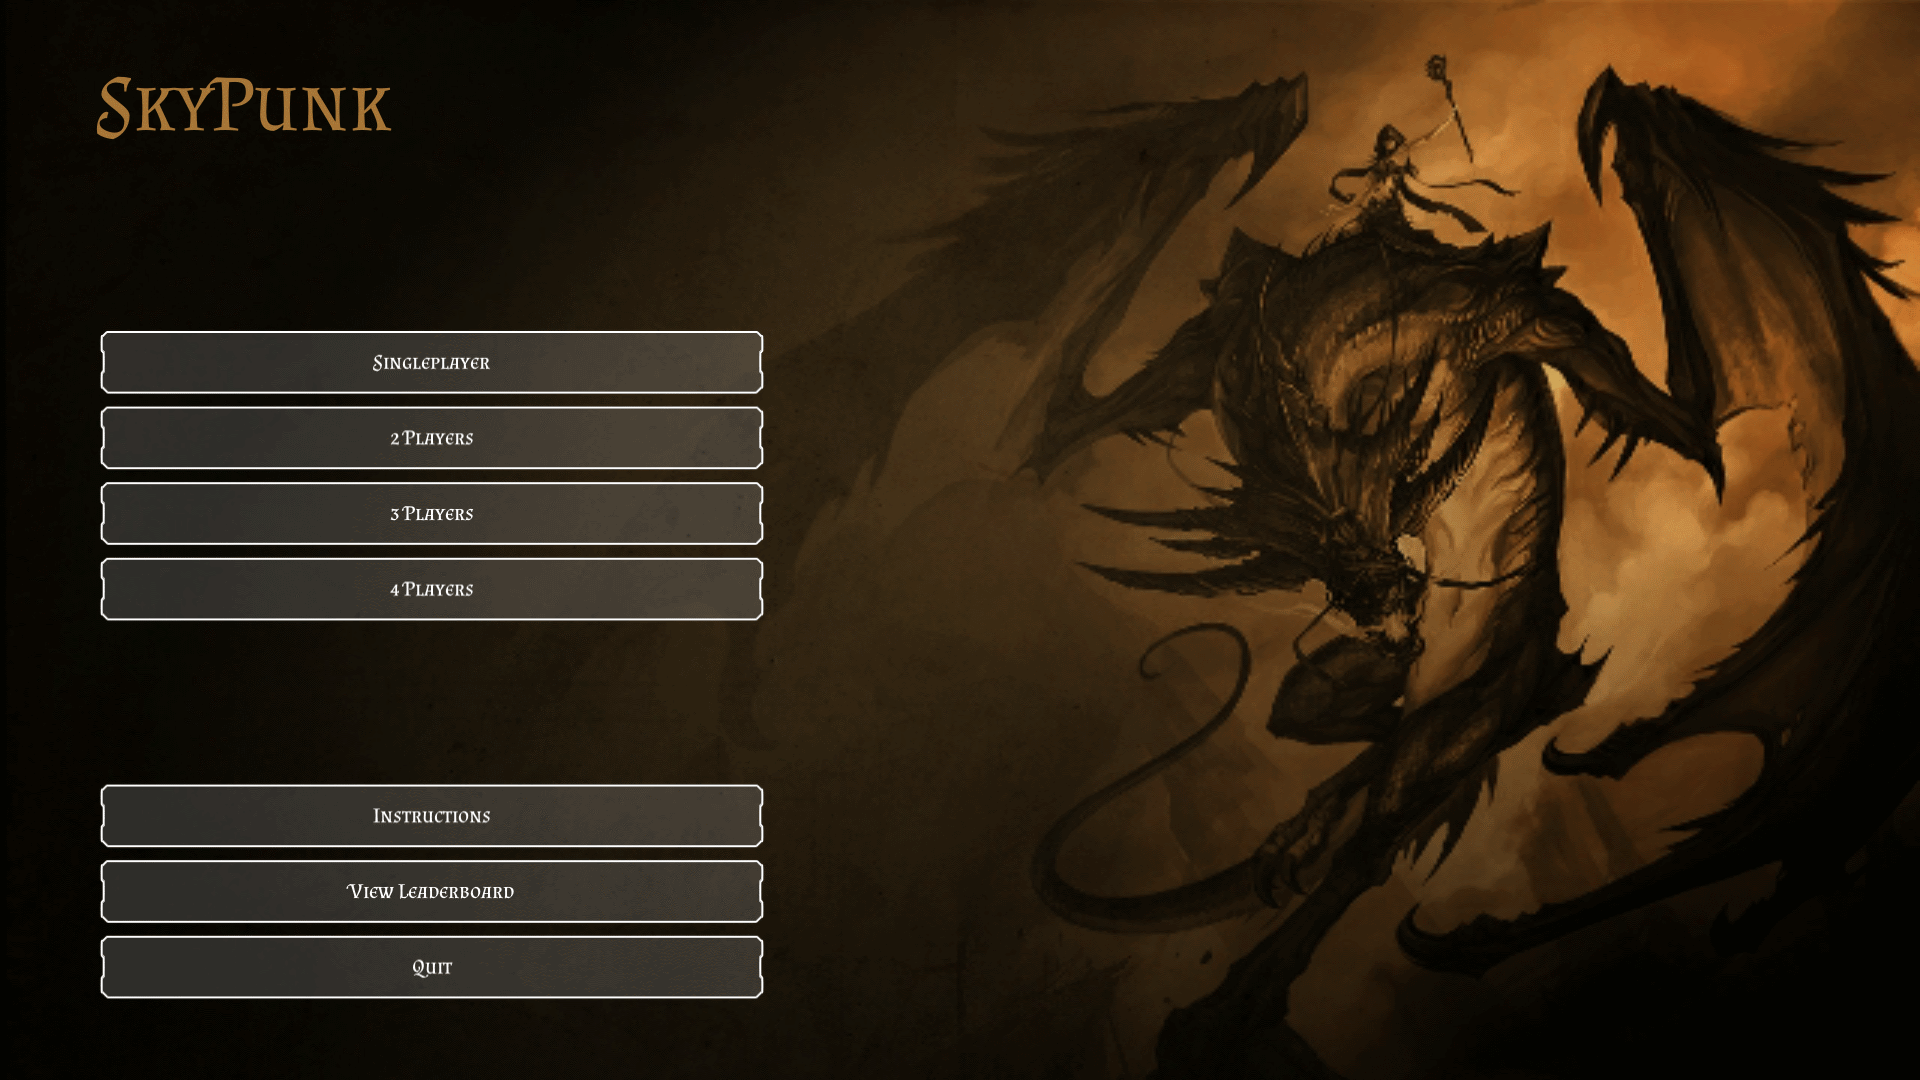 SkyPunk
Singleplayer
2 Players
3 Players
4 Players
Instructions
View Leaderboard
Quit